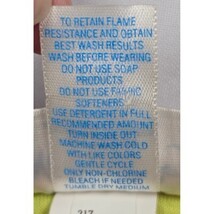 TO RETAIN FLAME
RESISTANCE AND OBTAIN
BEST WASH RESULTS
WASH BEFORE WEARING
DO NOT USE SOAP
PRODUCTS
DO NOT USE FABRIC
SOFTENERS
USE DETERGENT IN FULL
RECOMMENDED AMOUNT
TURN INSIDE OUT
MACHINE WASH COLD
WITH LIKE COLORS
GENTLE CYCLE
ONLY NON-CHLORINE
BLEACH IF NEEDED
TUMBLE DRY MEDIUM